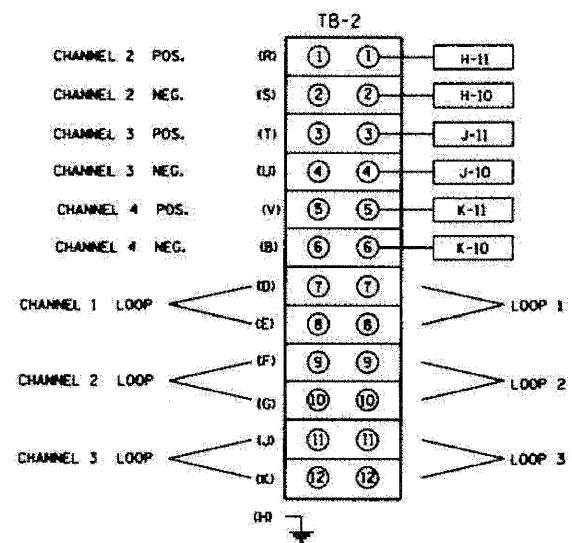 TB-2
CHANNEL 2 POS. (R) 1 1 H-11
CHANNEL 2 NEG. (S) 2 2 H-10
CHANNEL 3 POS. (T) 3 3 J-11
CHANNEL 3 NEG. (U) 4 4 J-10
CHANNEL 4 POS. (V) 5 5 K-11
CHANNEL 4 NEG. (B) 6 6 K-10
(D) 7 7
CHANNEL 1 LOOP LOOP 1
(E) 8 8
(F) 9 9
CHANNEL 2 LOOP LOOP 2
(G) 10 10
(J) 11 11
CHANNEL 3 LOOP LOOP 3
(K) 12 12
(H)